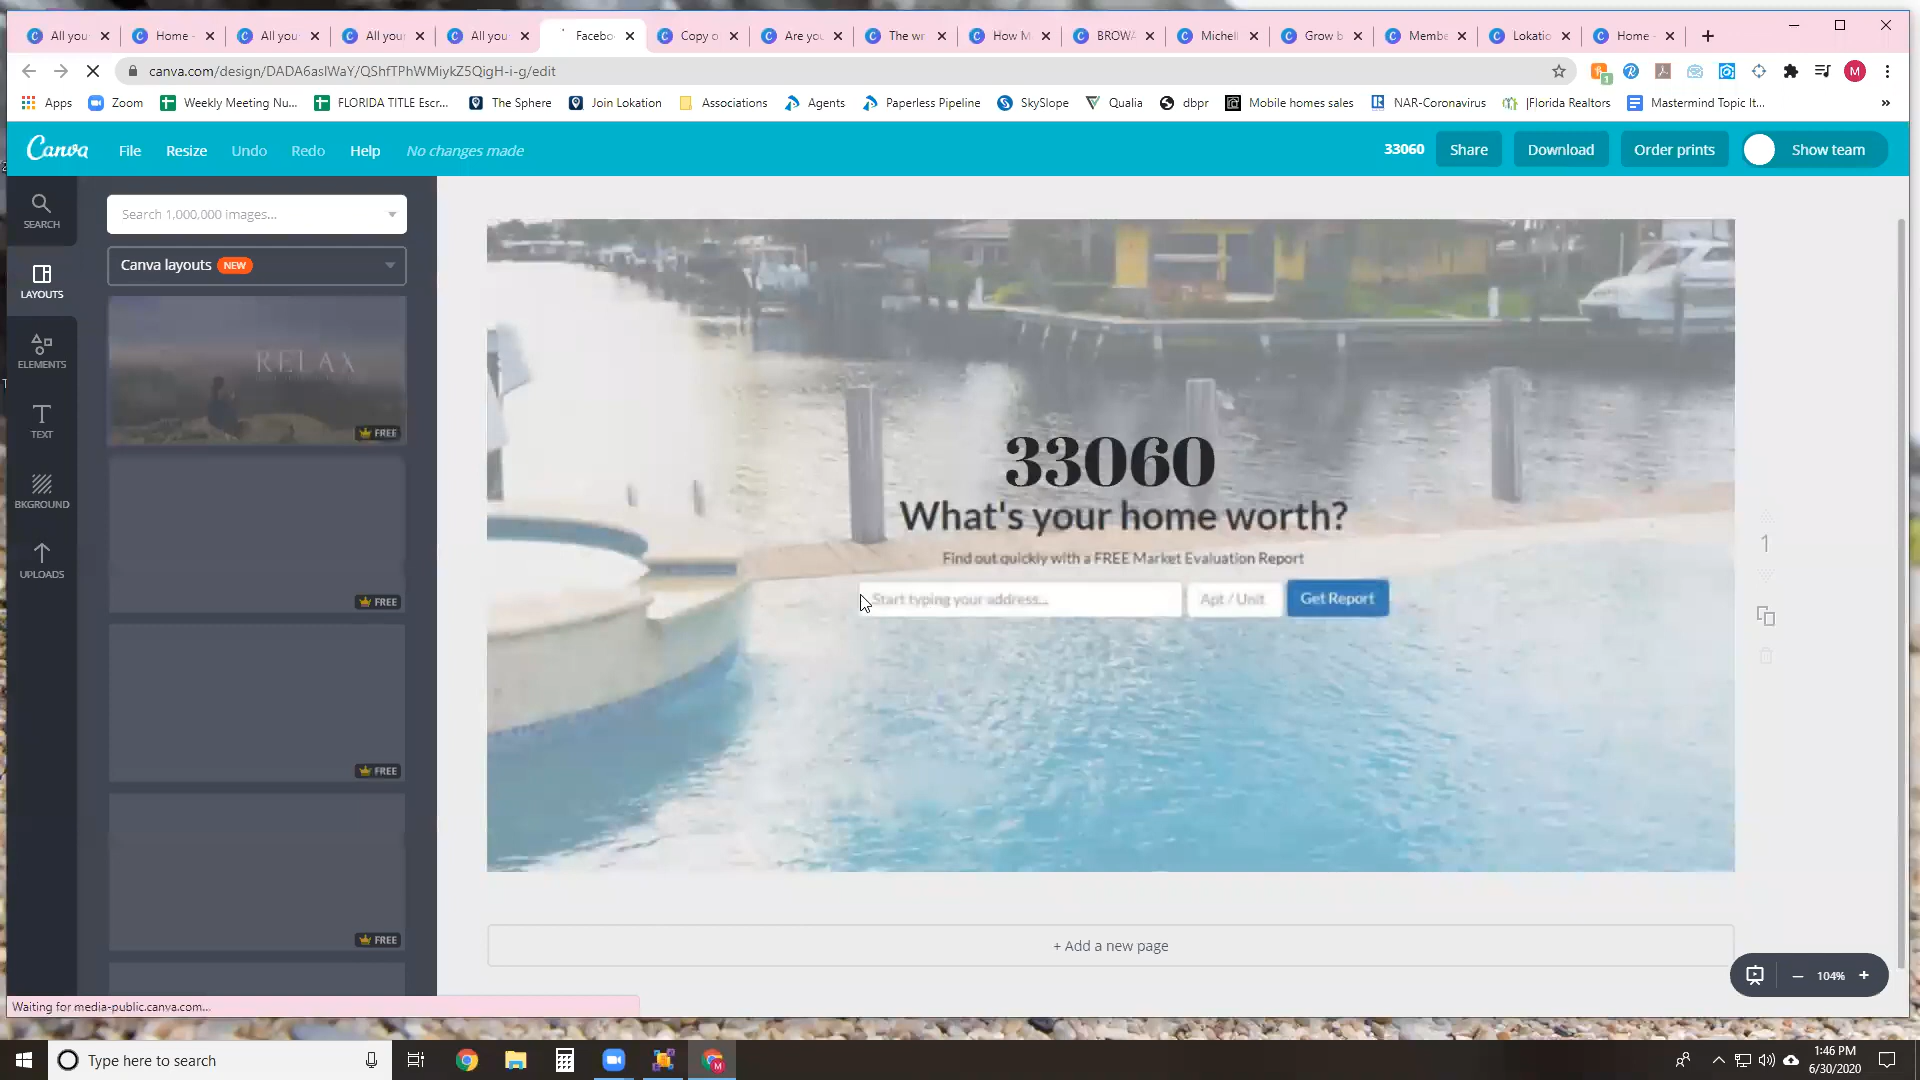 All you Home - All you All your All you Facebo Copy o Are you The wr How M BROWA Michell Grow b Membe Lokatio Home -
canva.com/design/DADA6aslWaY/QShfTPhWMiykZ5QigH-i-g/edit
Apps Zoom Weekly Meeting Nu... FLORIDA TITLE Escr... The Sphere Join Lokation Associations Agents Paperless Pipeline SkySlope Qualia dbpr Mobile homes sales NAR-Coronavirus |Florida Realtors Mastermind Topic It... »
Canva File Resize Undo Redo Help No changes made 33060 Share Download Order prints Show team
SEARCH
LAYOUTS
ELEMENTS
TEXT
BKGROUND
UPLOADS
Search 1,000,000 images...
Canva layouts NEW
RELAX
FREE
FREE
FREE
FREE
33060
What's your home worth?
Find out quickly with a FREE Market Evaluation Report
Start typing your address... Apt / Unit Get Report
1
+ Add a new page
104%
Waiting for media-public.canva.com...
Type here to search
1:46 PM
6/30/2020